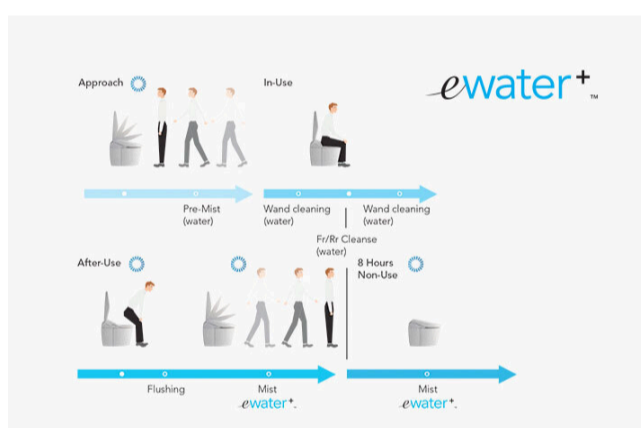 ewater+™
Approach
In-Use
Pre-Mist
(water)
Wand cleaning
(water)
Wand cleaning
(water)
Fr/Rr Cleanse
(water)
After-Use
8 Hours
Non-Use
Flushing
Mist
ewater+
Mist
ewater+